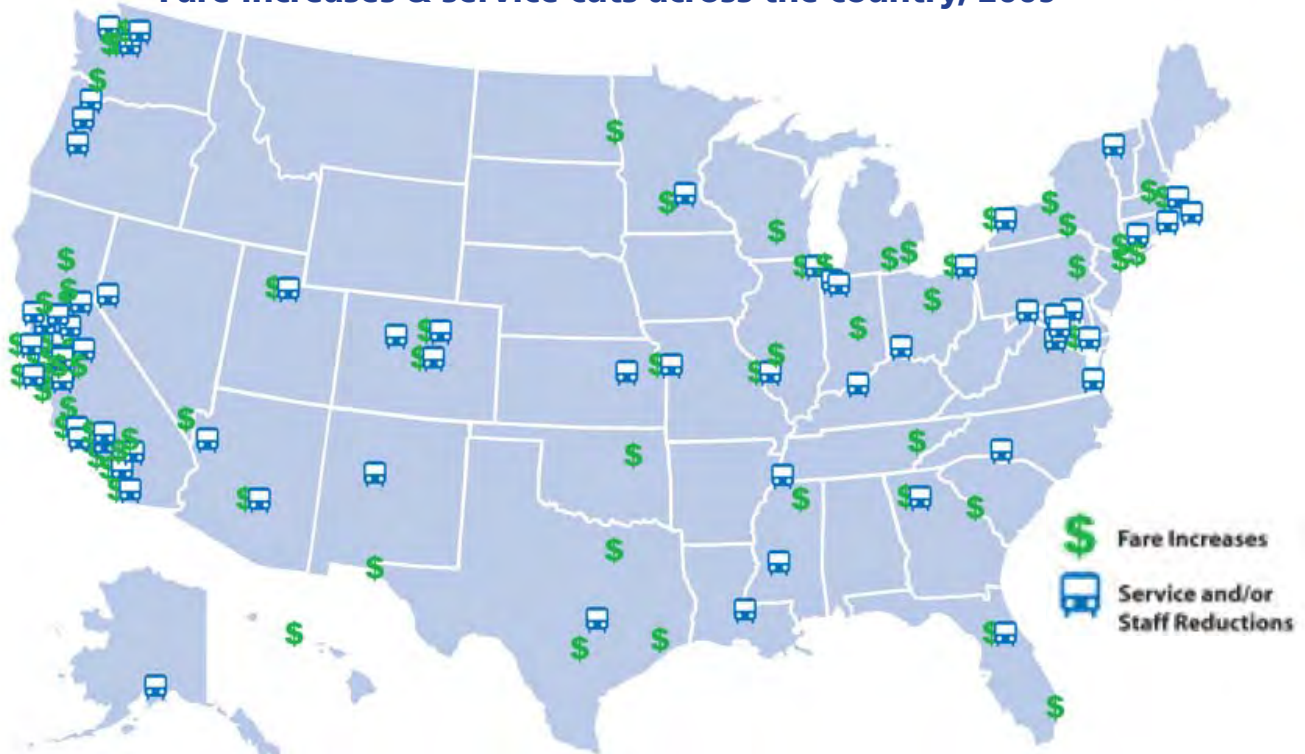 Fare increases & service cuts across the country, 2009
$ Fare Increases
Service and/or
Staff Reductions